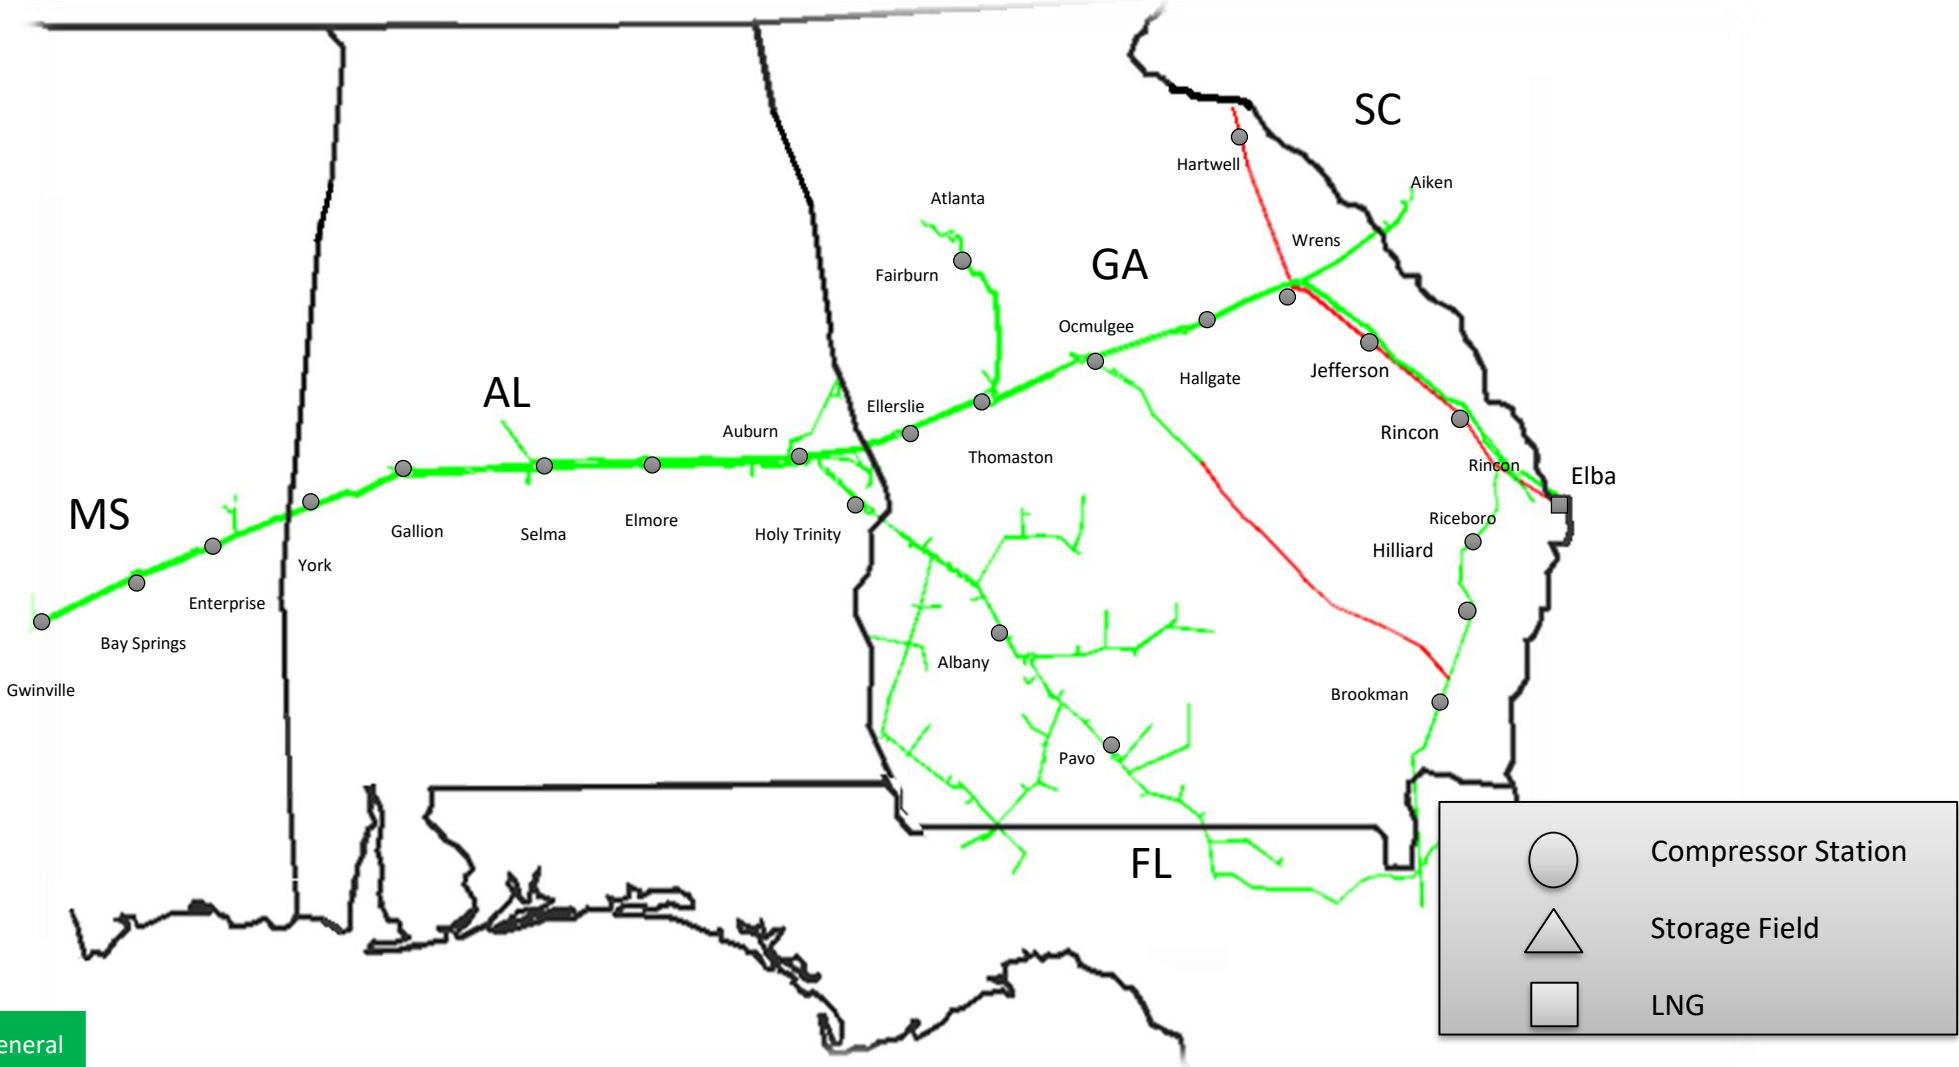 SC
Hartwell
Aiken
Atlanta
Wrens
GA
Fairburn
Ocmulgee
Jefferson
Hallgate
AL
Ellerslie
Auburn
Rincon
Thomaston
Rincon
Elba
MS
Riceboro
Gallion
Selma
Elmore
Holy Trinity
Hilliard
York
Enterprise
Bay Springs
Albany
Gwinville
Brookman
Pavo
FL
Compressor Station
Storage Field
LNG
eneral